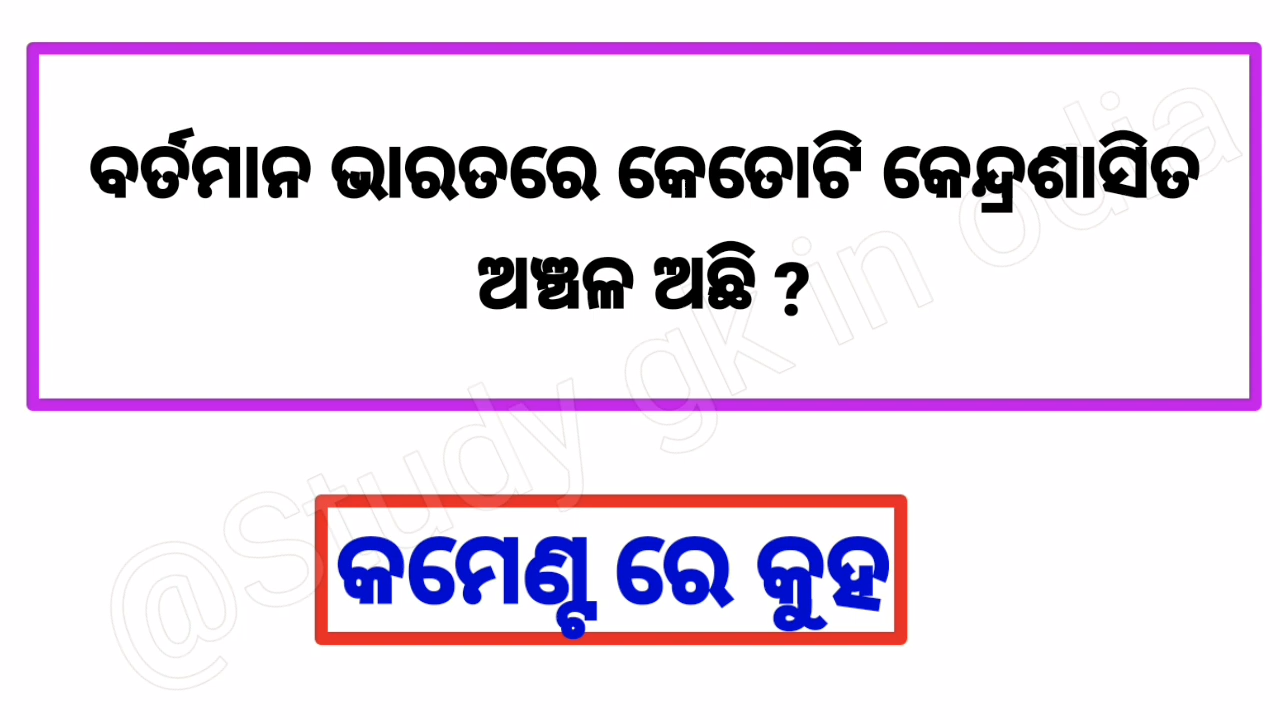 ବର୍ତମାନ ଭାରତରେ କେତୋଟି କେନ୍ଦ୍ରଶାସିତ
ଅଞ୍ଚଳ ଅଛି ?
@Study gk in odia
କମେଣ୍ଟ ରେ କୁହ